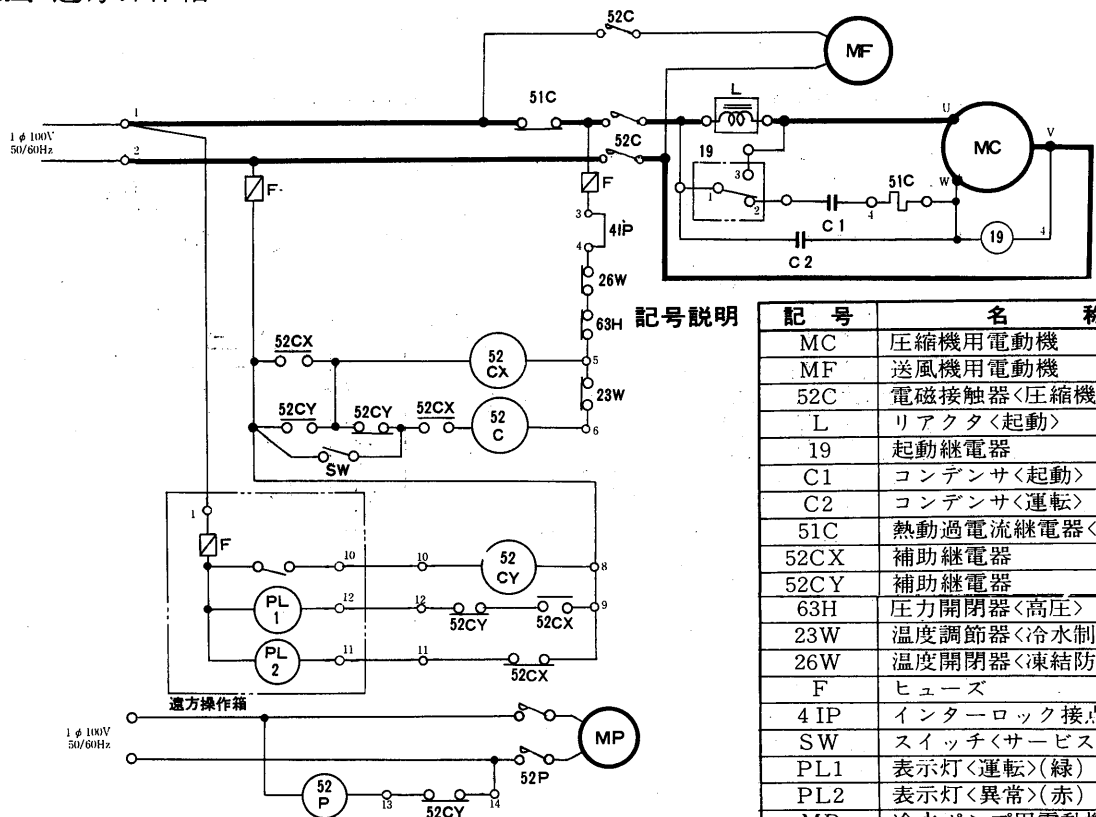 52C
MF
51C
L
1
U
1φ100V
50/60Hz
52C
MC
V
2
19
F
3
F
1
2
51C
W
3
4
C1
4
4IP
19
4
C2
26W
63H
記号説明
52CX
52
CX
5
23W
52CY
52CY
52CX
52
C
6
SW
1
F
10
10
52
CY
8
PL
1
12
12
52CY
52CX
9
PL
2
11
11
52CX
遠方操作箱
1φ100V
50/60Hz
MP
52P
52
P
13
52CY
14
記号 名
MC 圧縮機用電動機
MF 送風機用電動機
52C 電磁接触器<圧縮機
L リアクタ<起動>
19 起動継電器
C1 コンデンサ<起動>
C2 コンデンサ<運転>
51C 熱動過電流継電器<
52CX 補助継電器
52CY 補助継電器
63H 圧力開閉器<高圧>
23W 温度調節器<冷水制
26W 温度開閉器<凍結防
F ヒューズ
4IP インターロック接点
SW スイッチ<サービス
PL1 表示灯<運転>(緑)
PL2 表示灯<異常>(赤)